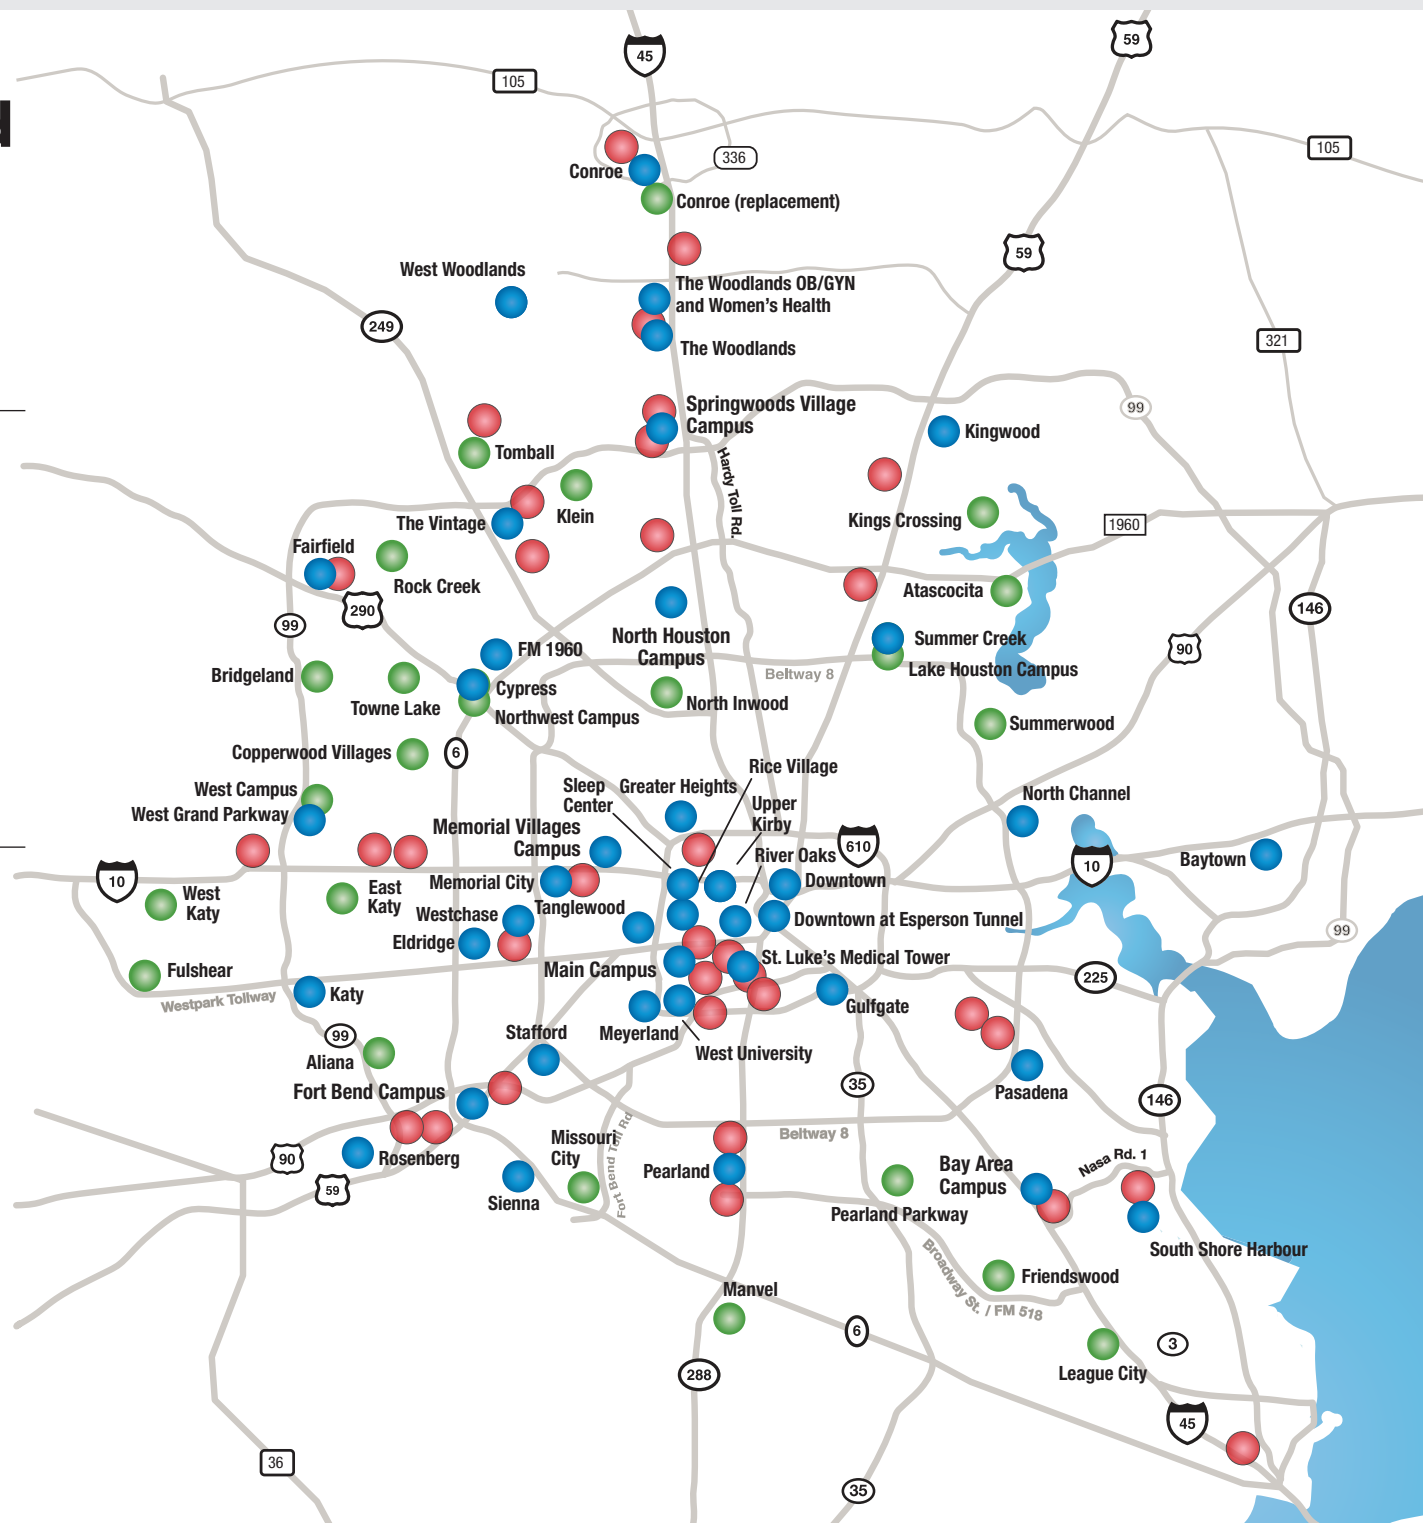 45
59
105
336
105
Conroe
Conroe (replacement)
59
West Woodlands
The Woodlands OB/GYN
and Women's Health
249
321
The Woodlands
99
Springwoods Village
Campus
Kingwood
Tomball
Hardy Toll Rd.
Klein
Kings Crossing
1960
The Vintage
Fairfield
Rock Creek
Atascocita
290
146
99
North Houston
Campus
Summer Creek
FM 1960
90
Bridgeland
Beltway 8
Lake Houston Campus
Cypress
Towne Lake
North Inwood
Northwest Campus
Summerwood
Copperwood Villages
6
Rice Village
Sleep
Center
Greater Heights
West Campus
North Channel
West Grand Parkway
Upper
Kirby
Memorial Villages
Campus
610
River Oaks
Baytown
10
10
Memorial City
Downtown
West
Katy
East
Katy
Tanglewood
Westchase
Downtown at Esperson Tunnel
99
Eldridge
St. Luke's Medical Tower
Main Campus
Fulshear
225
Katy
Westpark Tollway
Gulfgate
Meyerland
Stafford
99
West University
Aliana
35
Fort Bend Campus
Pasadena
146
Missouri
City
Fort Bend Toll Rd
Beltway 8
90
Rosenberg
Pearland
Bay Area
Campus
Nasa Rd. 1
59
Sienna
Pearland Parkway
South Shore Harbour
Broadway St. / FM 518
Friendswood
Manvel
6
3
League City
288
45
36
35